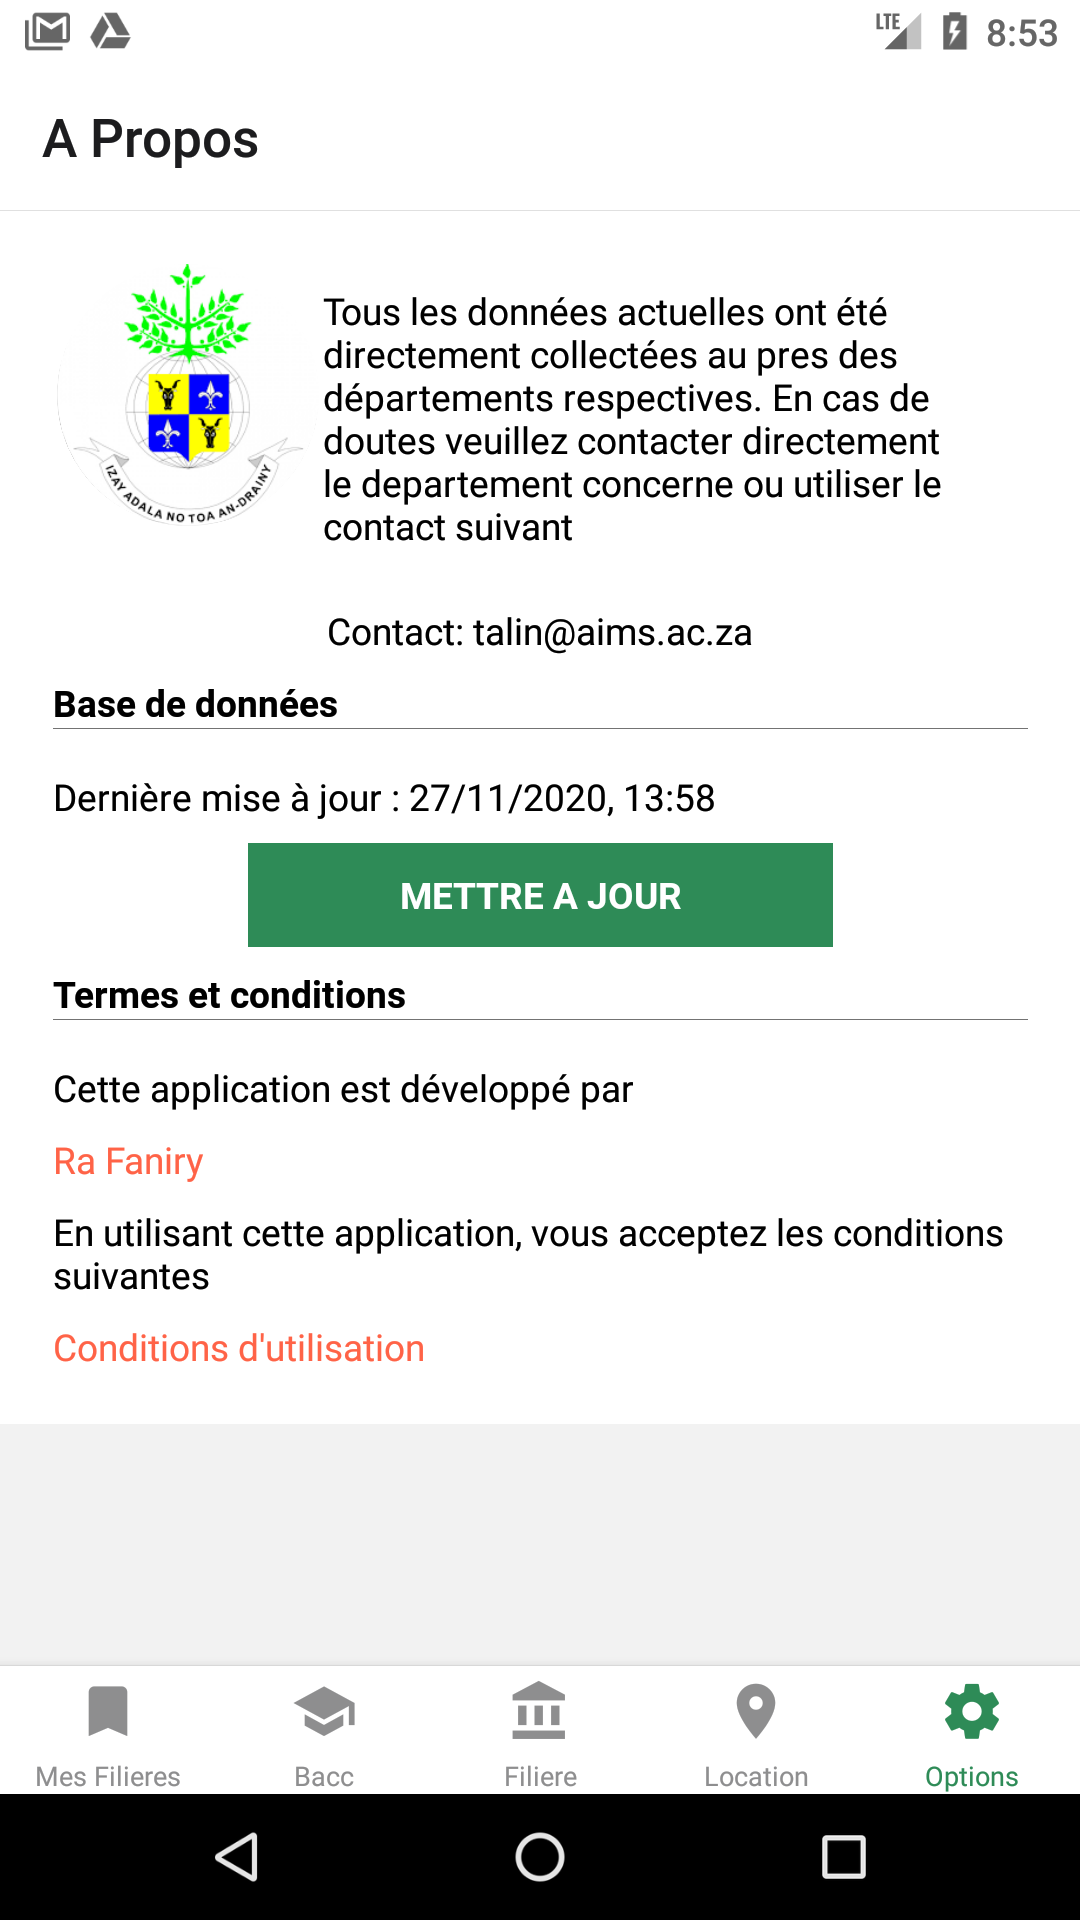 LTE 8:53
A Propos
IZAY ADALA NO TOA AN-DRAINY
Tous les données actuelles ont été
directement collectées au pres des
départements respectives. En cas de
doutes veuillez contacter directement
le departement concerne ou utiliser le
contact suivant
Contact: talin@aims.ac.za
Base de données
Dernière mise à jour : 27/11/2020, 13:58
METTRE A JOUR
Termes et conditions
Cette application est développé par
Ra Faniry
En utilisant cette application, vous acceptez les conditions
suivantes
Conditions d'utilisation
Mes Filieres Bacc Filiere Location Options